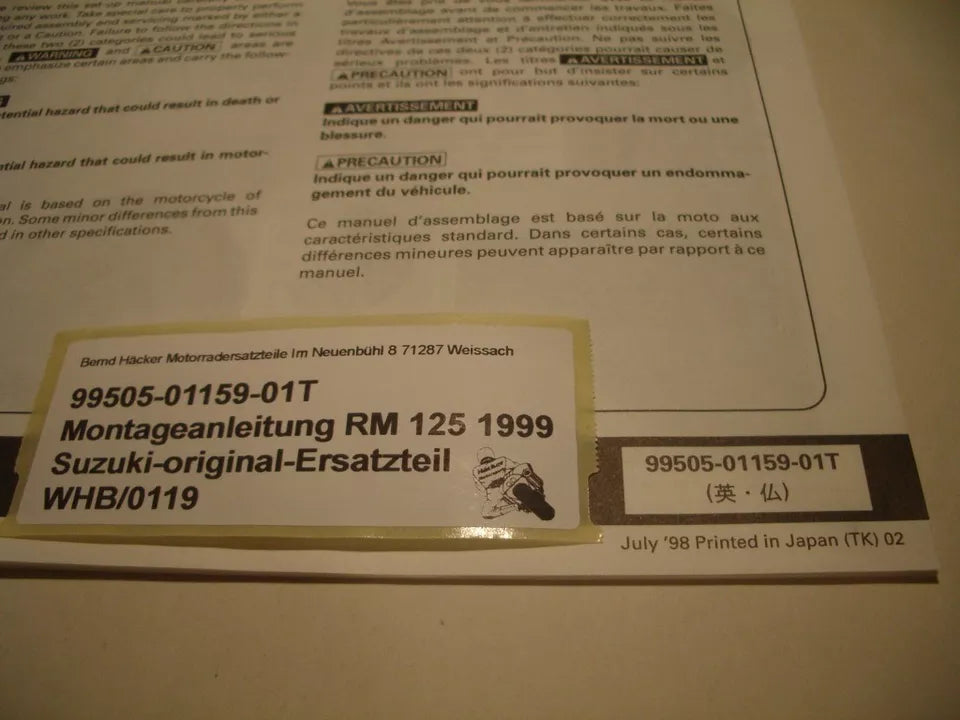 review this set-up manual
ing any work. Take special care to properly perform
uired assembly and servicing marked by either a
or a Caution. Failure to follow the directions in
these two (2) categories could lead to serious
WARNING and CAUTION areas are
emphasize certain areas and carry the follow-
gs:
tential hazard that could result in death or
ntial hazard that could result in motor-
al is based on the motorcycle of
n. Some minor differences from this
d in other specifications.
avant de commencer les travaux. Faites
particulièrement attention à effectuer correctement les
travaux d'assemblage et d'entretien indiqués sous les
titres Avertissement et Précaution. Ne pas suivre les
directives de ces deux (2) catégories pourrait causer de
sérieux problèmes. Les titres AVERTISSEMENT et
PRECAUTION ont pour but d'insister sur certains
points et ils ont les significations suivantes:
AVERTISSEMENT
Indique un danger qui pourrait provoquer la mort ou une
blessure.
PRECAUTION
Indique un danger qui pourrait provoquer un endomma-
gement du véhicule.
Ce manuel d'assemblage est basé sur la moto aux
caractéristiques standard. Dans certains cas, certains
différences mineures peuvent apparaître par rapport à ce
manuel.
Bernd Häcker Motorradersatzteile Im Neuenbühl 8 71287 Weissach
99505-01159-01T
Montageanleitung RM 125 1999
Suzuki-original-Ersatzteil
WHB/0119
Häcker
99505-01159-01T
(英・仏)
July '98 Printed in Japan (TK) 02